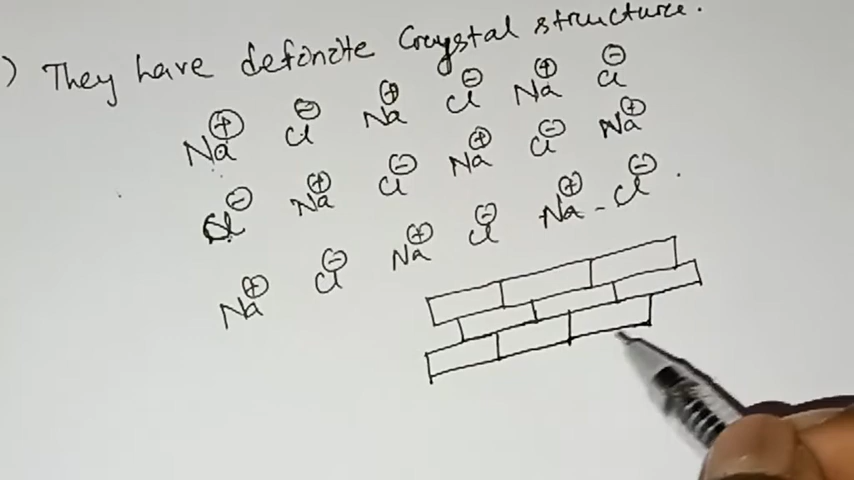 ) They have definite Crystal structure.
Na⊕ Cl⊖ Na⊕ Cl⊖ Na⊕ Cl⊖
Cl⊖ Na⊕ Cl⊖ Na⊕ Cl⊖ Na⊕
Na⊕ Cl⊖ Na⊕ Cl⊖ Na⊕ - Cl⊖ .